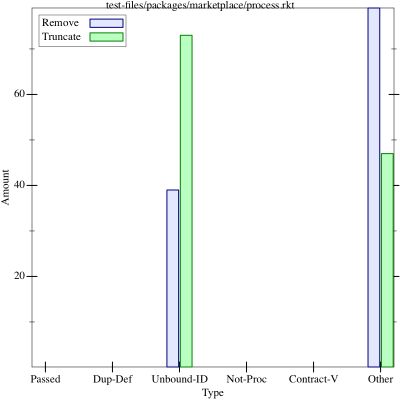 test-files/packages/marketplace/process.rkt
Remove
Truncate
60
40
20
Amount
Passed Dup-Def Unbound-ID Not-Proc Contract-V Other
Type